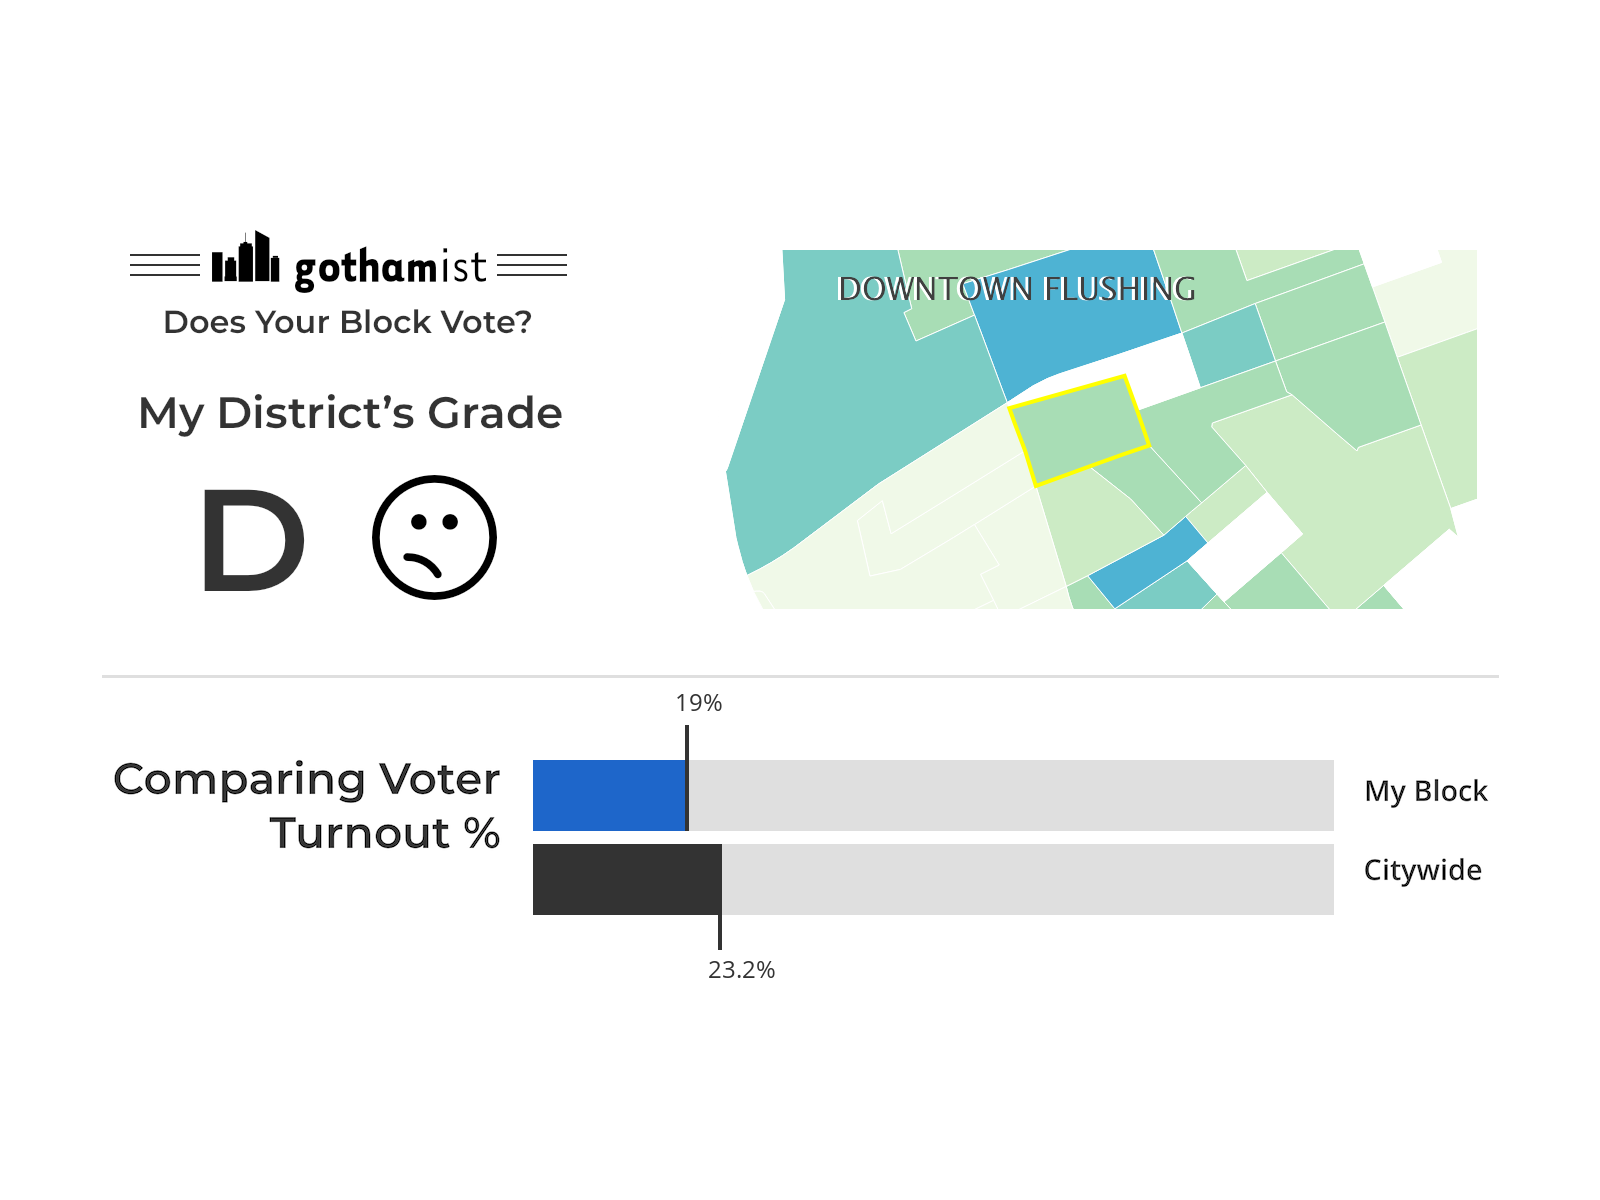 gothamist
Does Your Block Vote?
My District’s Grade
D
DOWNTOWN FLUSHING
19%
Comparing Voter
Turnout %
My Block
Citywide
23.2%